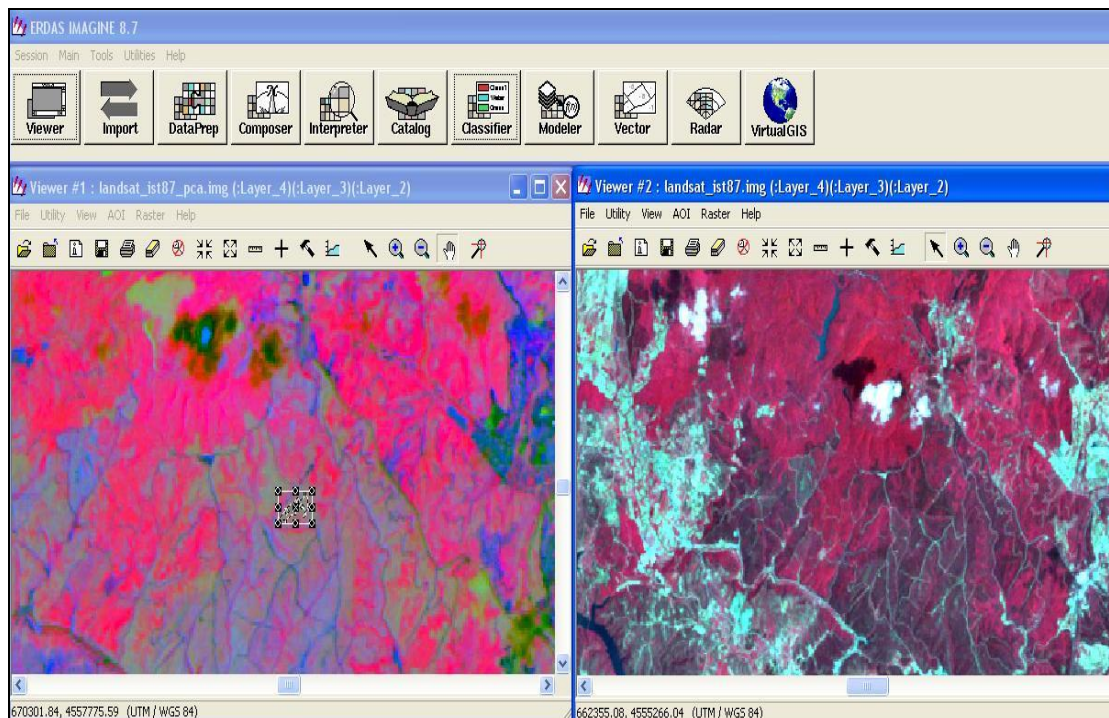 ERDAS IMAGINE 8.7
Session Main Tools Utilities Help
Viewer Import DataPrep Composer Interpreter Catalog Classifier Modeler Vector Radar VirtualGIS
Viewer #1 : landsat_ist87_pca.img (:Layer_4)(:Layer_3)(:Layer_2)
File Utility View AOI Raster Help
670301.84, 4557775.59 (UTM / WGS 84)
Viewer #2 : landsat_ist87.img (:Layer_4)(:Layer_3)(:Layer_2)
File Utility View AOI Raster Help
662355.08, 4555266.04 (UTM / WGS 84)